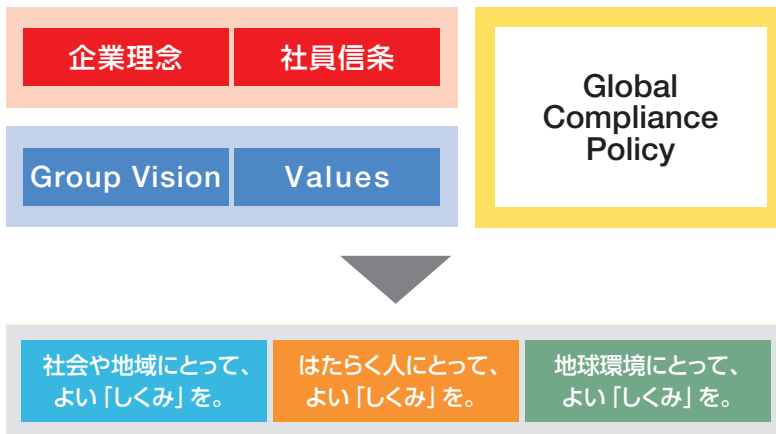 企業理念
社員信条
Group Vision
Values
Global
Compliance
Policy
社会や地域にとって、
よい「しくみ」を。
はたらく人にとって、
よい「しくみ」を。
地球環境にとって、
よい「しくみ」を。